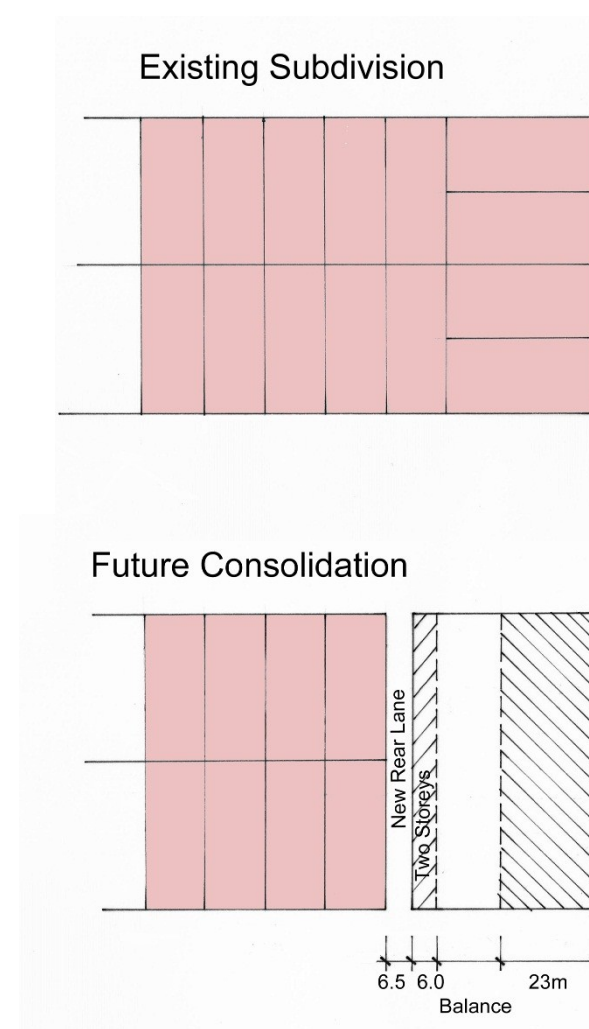 Existing Subdivision
Future Consolidation
New Rear Lane
Two Storeys
6.5 6.0 23m
Balance